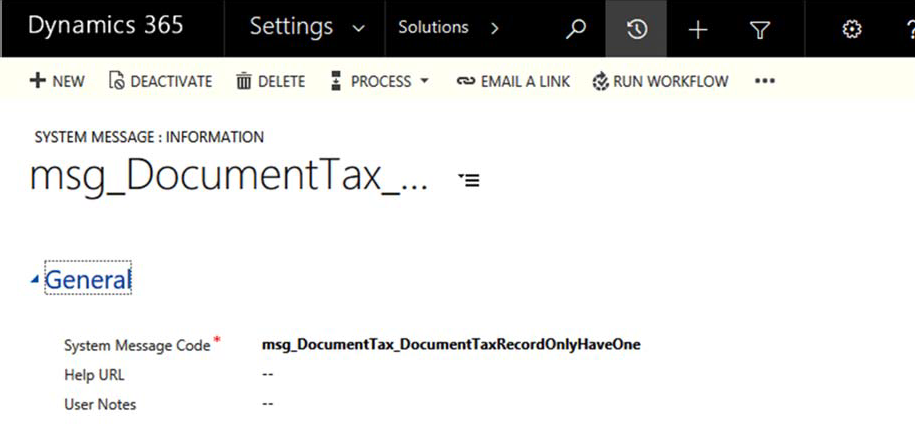 Dynamics 365 Settings Solutions ?
NEW DEACTIVATE DELETE PROCESS EMAIL A LINK RUN WORKFLOW •••
SYSTEM MESSAGE : INFORMATION
msg_DocumentTax_...
General
System Message Code* msg_DocumentTax_DocumentTaxRecordOnlyHaveOne
Help URL --
User Notes --